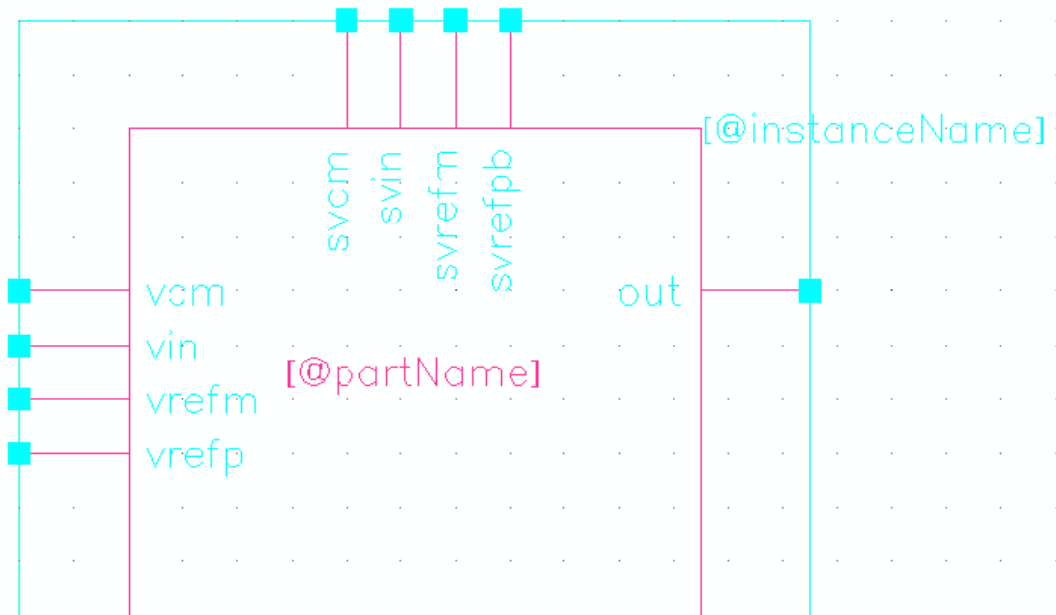 [@instanceName]
svcm
svin
svrefm
svrefpb
vcm
out
vin
[@partName]
vrefm
vrefp